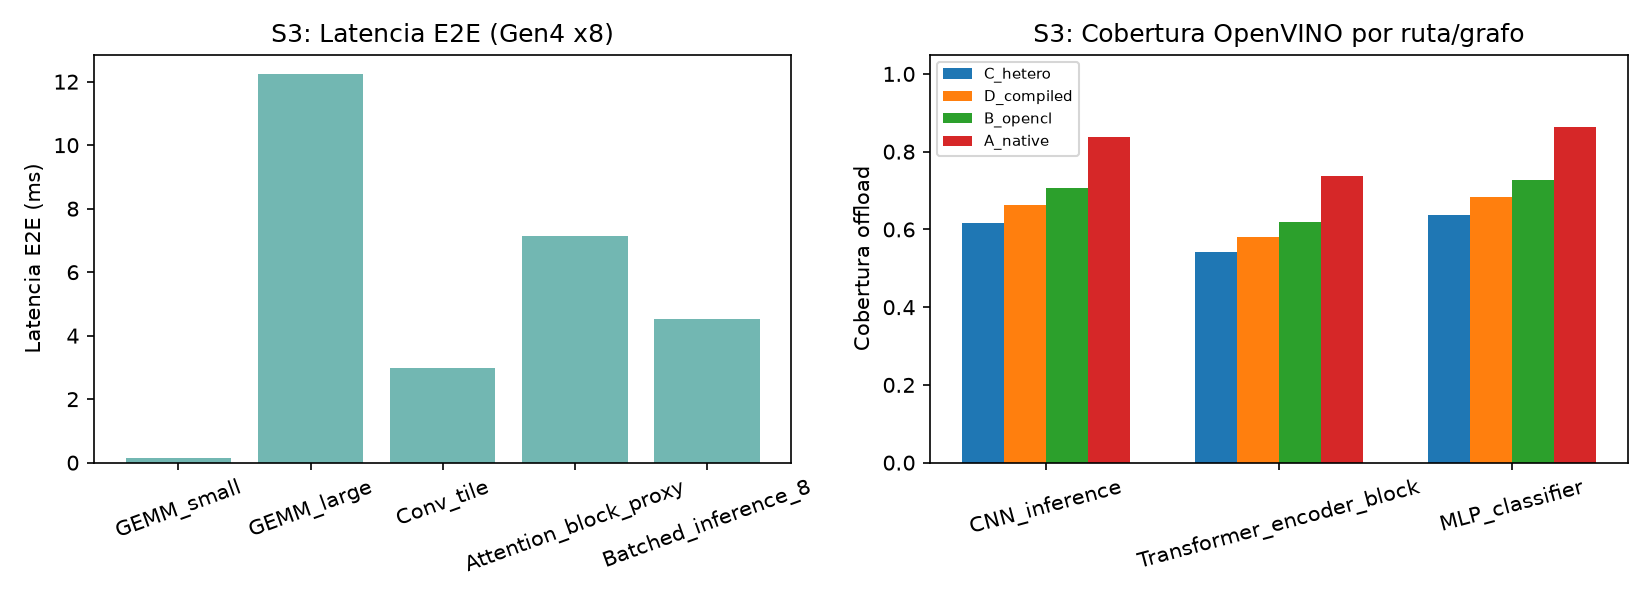 S3: Latencia E2E (Gen4 x8)
Latencia E2E (ms)
12
10
8
6
4
2
0
GEMM_small
GEMM_large
Conv_tile
Attention_block_proxy
Batched_inference_8
S3: Cobertura OpenVINO por ruta/grafo
Cobertura offload
1.0
0.8
0.6
0.4
0.2
0.0
C_hetero
D_compiled
B_opencl
A_native
CNN_inference
Transformer_encoder_block
MLP_classifier